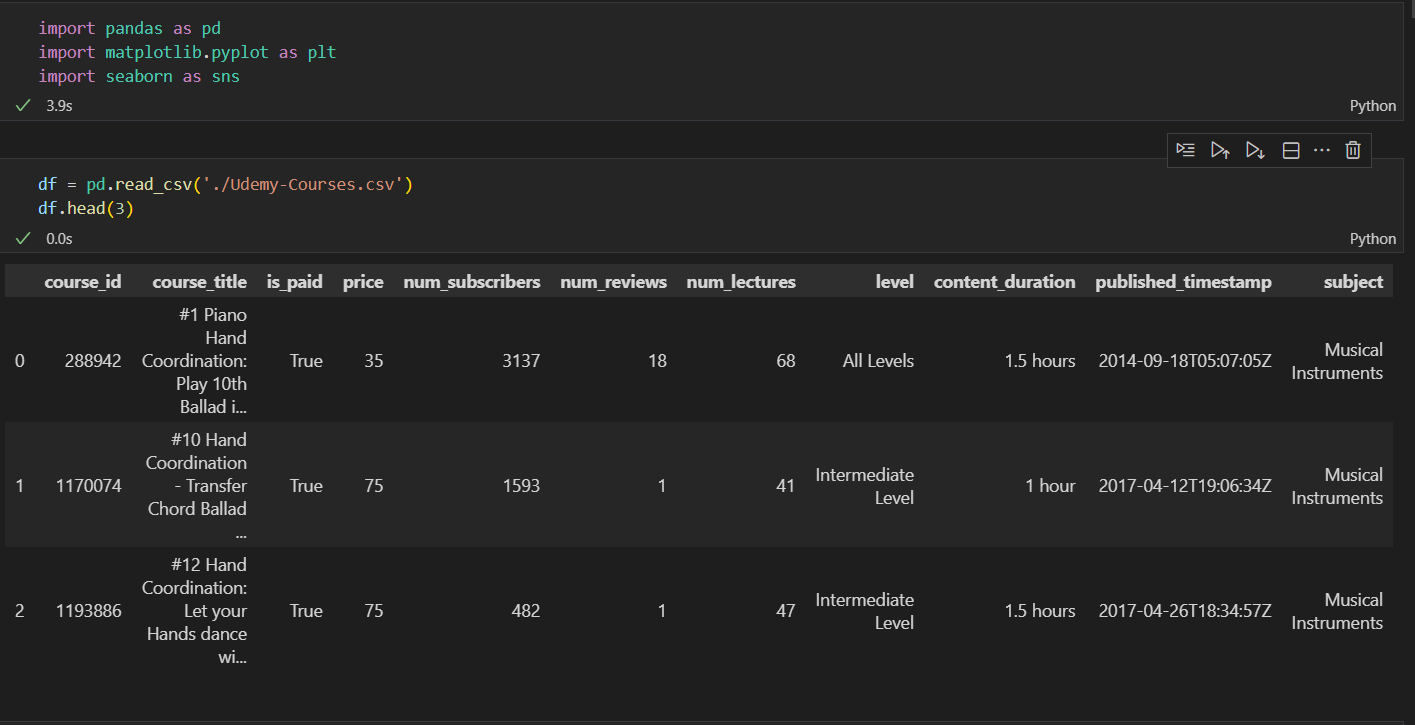 import pandas as pd
import matplotlib.pyplot as plt
import seaborn as sns
3.9s
Python
df = pd.read_csv('./Udemy-Courses.csv')
df.head(3)
0.0s
Python
course_id course_title is_paid price num_subscribers num_reviews num_lectures level content_duration published_timestamp subject
#1 Piano
Hand
0 288942 Coordination: True 35 3137 18 68 All Levels 1.5 hours 2014-09-18T05:07:05Z Musical Instruments
Play 10th
Ballad i...
#10 Hand
Coordination
1 1170074 - Transfer True 75 1593 1 41 Intermediate Level 1 hour 2017-04-12T19:06:34Z Musical Instruments
Chord Ballad
...
#12 Hand
Coordination:
2 1193886 Let your True 75 482 1 47 Intermediate Level 1.5 hours 2017-04-26T18:34:57Z Musical Instruments
Hands dance
wi...